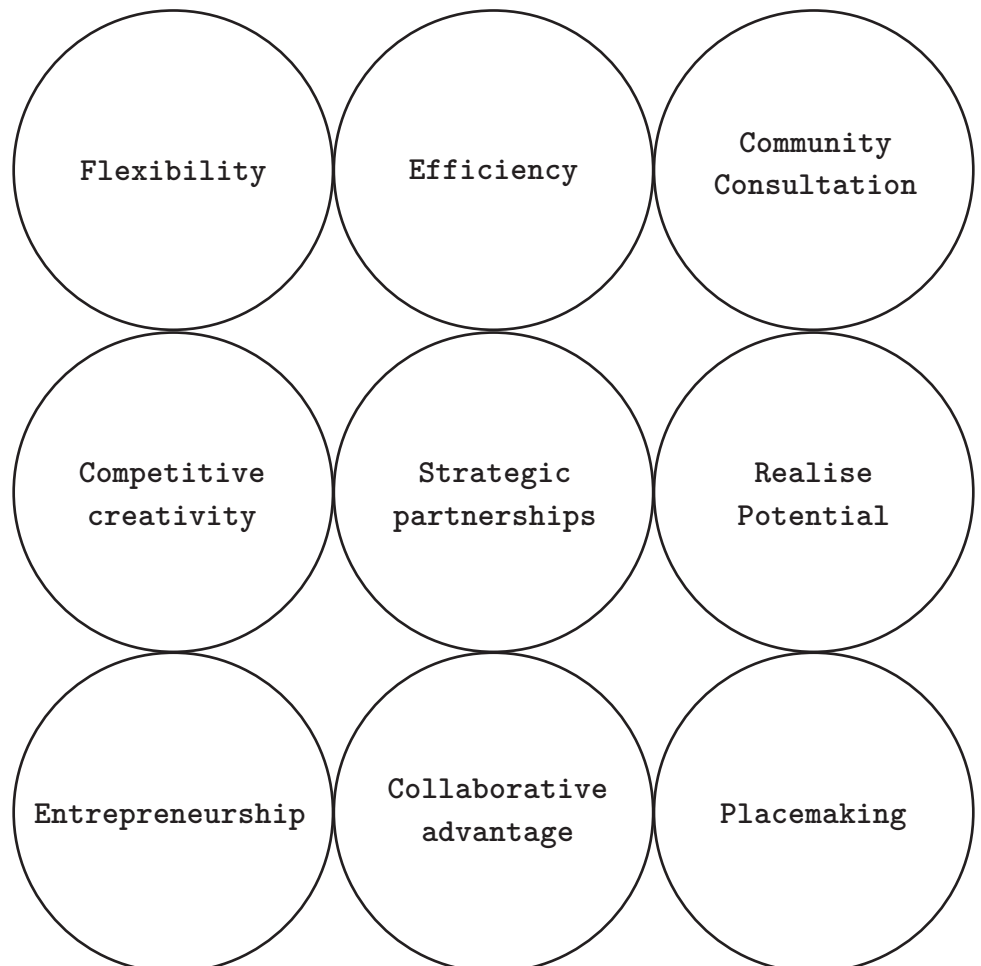 Flexibility
Efficiency
Community
Consultation
Competitive
creativity
Strategic
partnerships
Realise
Potential
Entrepreneurship
Collaborative
advantage
Placemaking